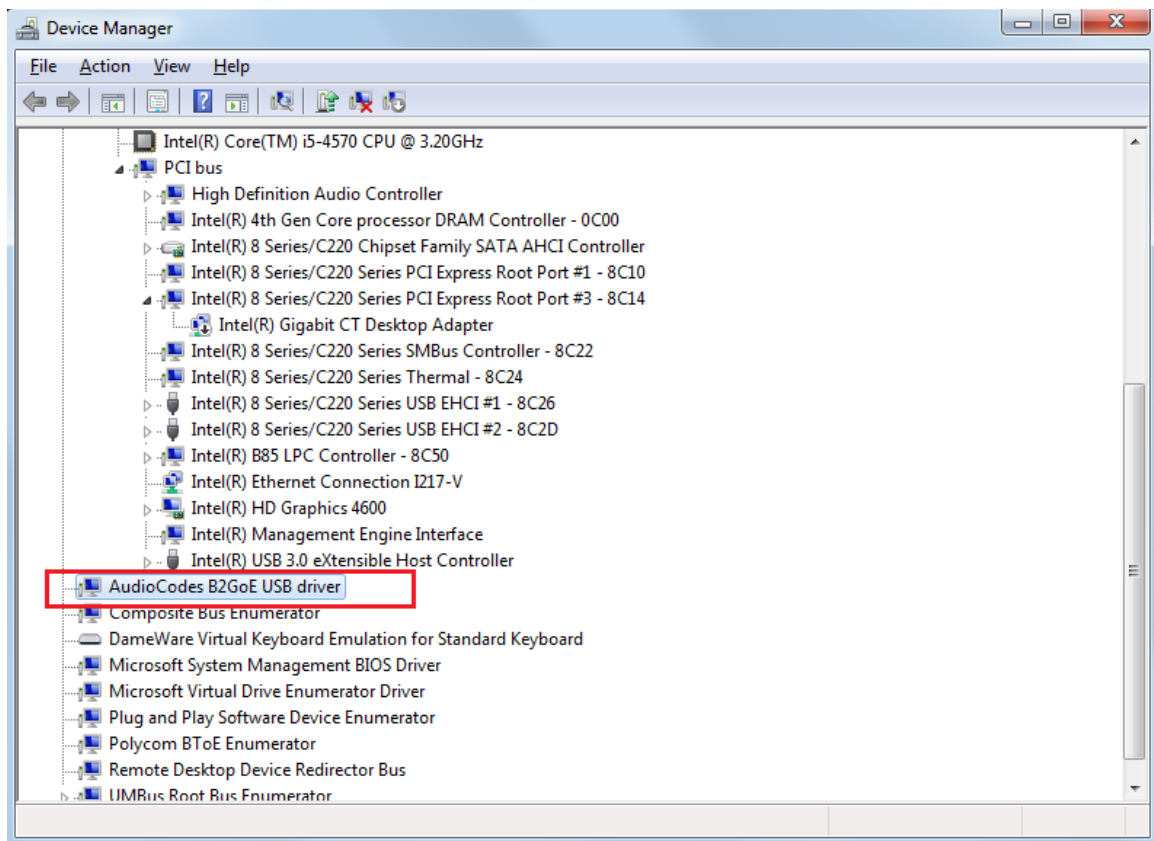 Device Manager
File Action View Help
Intel(R) Core(TM) i5-4570 CPU @ 3.20GHz
PCI bus
High Definition Audio Controller
Intel(R) 4th Gen Core processor DRAM Controller - 0C00
Intel(R) 8 Series/C220 Chipset Family SATA AHCI Controller
Intel(R) 8 Series/C220 Series PCI Express Root Port #1 - 8C10
Intel(R) 8 Series/C220 Series PCI Express Root Port #3 - 8C14
Intel(R) Gigabit CT Desktop Adapter
Intel(R) 8 Series/C220 Series SMBus Controller - 8C22
Intel(R) 8 Series/C220 Series Thermal - 8C24
Intel(R) 8 Series/C220 Series USB EHCI #1 - 8C26
Intel(R) 8 Series/C220 Series USB EHCI #2 - 8C2D
Intel(R) B85 LPC Controller - 8C50
Intel(R) Ethernet Connection I217-V
Intel(R) HD Graphics 4600
Intel(R) Management Engine Interface
Intel(R) USB 3.0 eXtensible Host Controller
AudioCodes B2GoE USB driver
Composite Bus Enumerator
DameWare Virtual Keyboard Emulation for Standard Keyboard
Microsoft System Management BIOS Driver
Microsoft Virtual Drive Enumerator Driver
Plug and Play Software Device Enumerator
Polycom BToE Enumerator
Remote Desktop Device Redirector Bus
UMBus Root Bus Enumerator